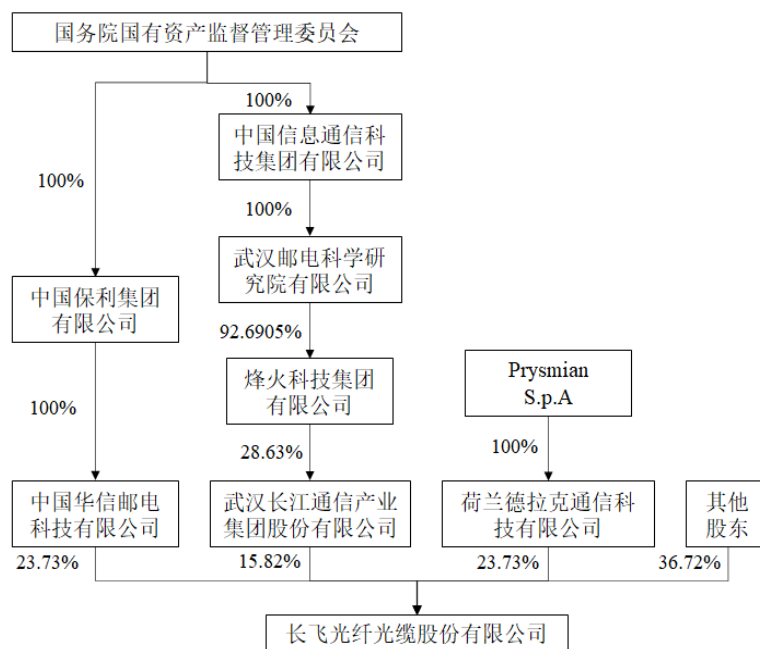 国务院国有资产监督管理委员会
100%
中国信息通信科
技集团有限公司
100%
100%
武汉邮电科学研
究院有限公司
中国保利集团
有限公司
92.6905%
烽火科技集团
有限公司
Prysmian
S.p.A
100%
28.63%
100%
中国华信邮电
科技有限公司
武汉长江通信产业
集团股份有限公司
荷兰德拉克通信科
技有限公司
其他
股东
23.73%
15.82%
23.73%
36.72%
长飞光纤光缆股份有限公司